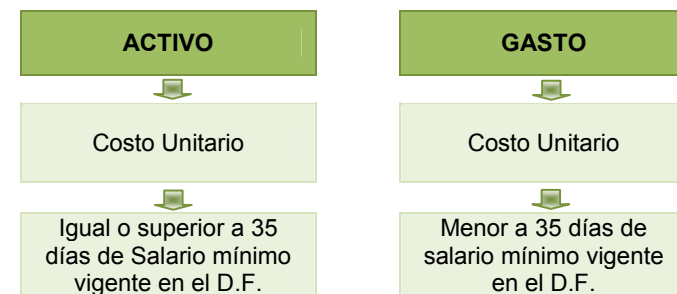 ACTIVO
Costo Unitario
Igual o superior a 35
días de Salario mínimo
vigente en el D.F.
GASTO
Costo Unitario
Menor a 35 días de
salario mínimo vigente
en el D.F.